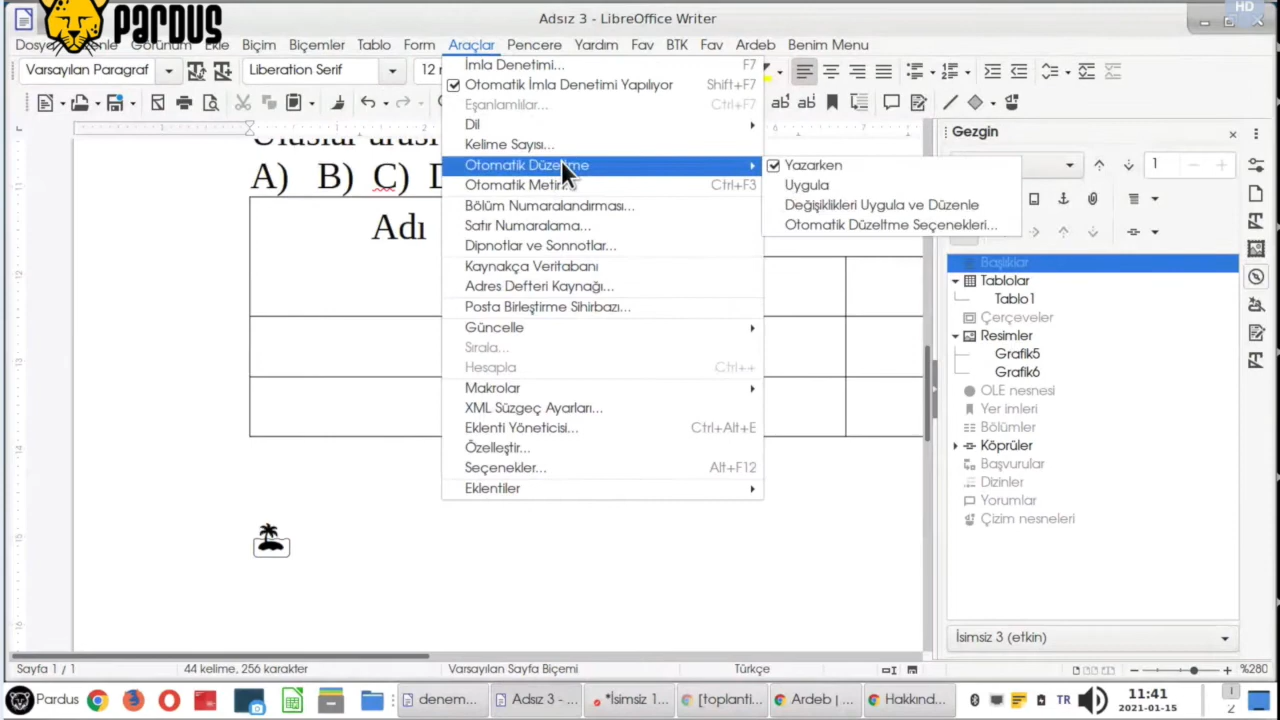 PARDUS
HD
Adsız 3 - LibreOffice Writer
Dosya Görünüm Ekle Biçim Biçemler Tablo Form Araçlar Pencere Yardım Fav BTK Fav Ardeb Benim Menu
Varsayılan Paragraf Liberation Serif 12
İmla Denetimi... F7
Otomatik İmla Denetimi Yapılıyor Shift+F7
Eşanlamlılar... Ctrl+F7
Dil
Kelime Sayısı...
Otomatik Düzeltme
Otomatik Metin... Ctrl+F3
Bölüm Numaralandırması...
Satır Numaralama...
Dipnotlar ve Sonnotlar...
Kaynakça Veritabanı
Adres Defteri Kaynağı...
Posta Birleştirme Sihirbazı...
Güncelle
Sırala...
Hesapla Ctrl++
Makrolar
XML Süzgeç Ayarları...
Eklenti Yöneticisi... Ctrl+Alt+E
Özelleştir...
Seçenekler... Alt+F12
Eklentiler
Yazarken
Uygula
Değişiklikleri Uygula ve Düzenle
Otomatik Düzeltme Seçenekleri...
A) B) C) D
Adı
Gezgin
1
Başlıklar
Tablolar
Tablo1
Çerçeveler
Resimler
Grafik5
Grafik6
OLE nesnesi
Yer imleri
Bölümler
Köprüler
Başvurular
Dizinler
Yorumlar
Çizim nesneleri
İsimsiz 3 (etkin)
Sayfa 1 / 1 44 kelime, 256 karakter Varsayılan Sayfa Biçemi Türkçe %280
Pardus denem... Adsız 3 - ... *İsimsiz 1... [toplanti... Ardeb | ... Hakkınd... TR 11:41
2021-01-15
1
2